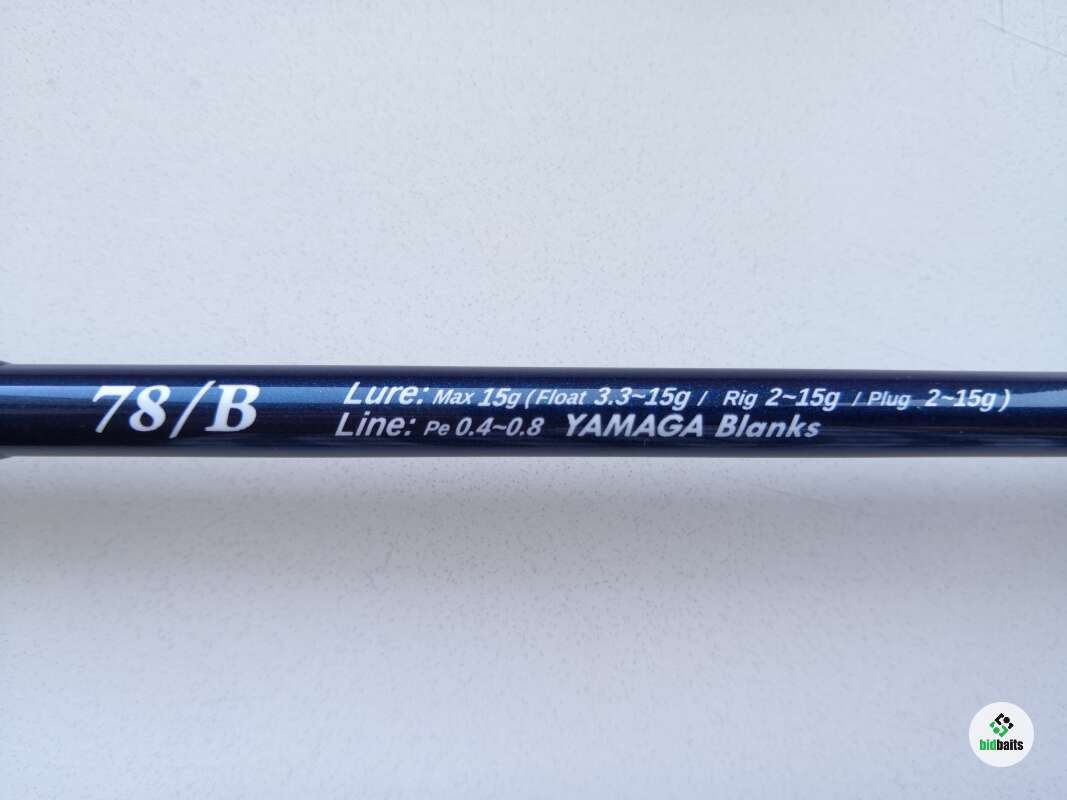 78/B
Lure: Max 15g (Float 3.3~15g / Rig 2~15g / Plug 2~15g)
Line: Pe 0.4~0.8 YAMAGA Blanks
bidbaits